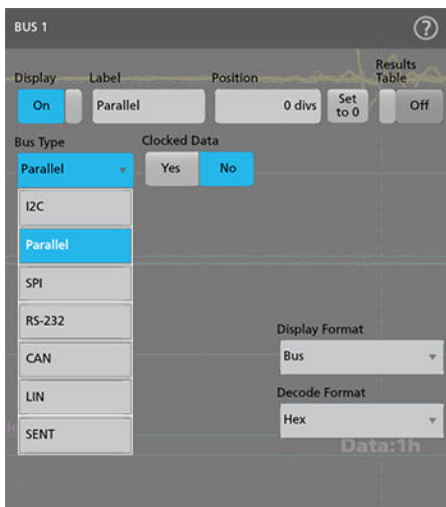 BUS 1
?
Display Label Position Results Table
On Parallel 0 divs Set to 0 Off
Bus Type Clocked Data
Parallel Yes No
I2C
Parallel
SPI
RS-232
Display Format
CAN Bus
Decode Format
LIN
Hex
SENT
Data:1h